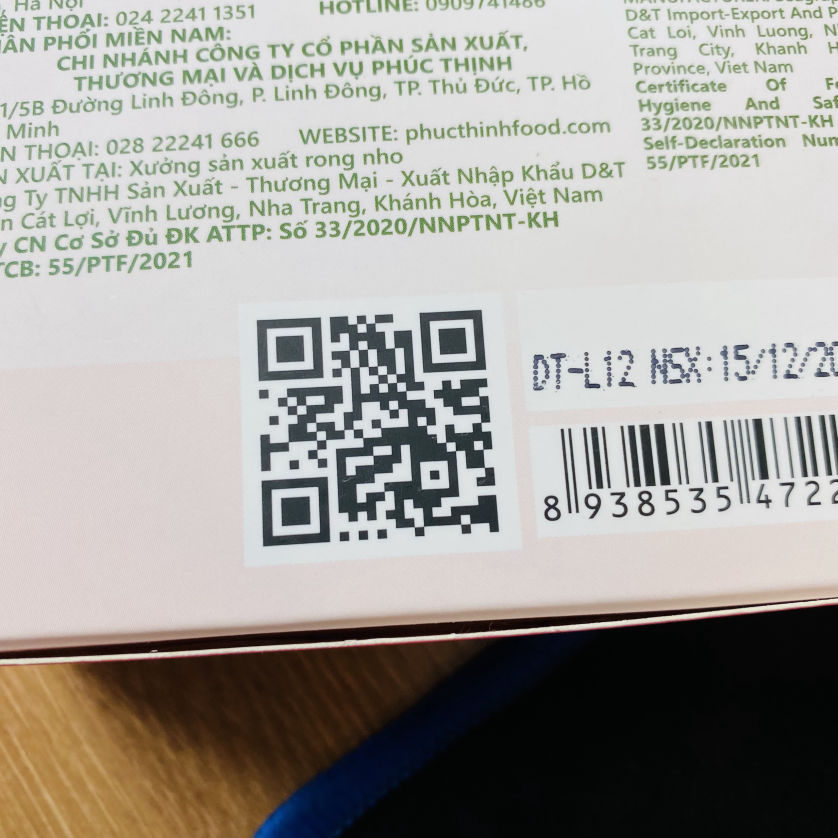 Hà Nội
ĐIỆN THOẠI: 024 2241 1351 HOTLINE: 0909741486
PHÂN PHỐI MIỀN NAM:
CHI NHÁNH CÔNG TY CỔ PHẦN SẢN XUẤT,
THƯƠNG MẠI VÀ DỊCH VỤ PHÚC THỊNH
1/5B Đường Linh Đông, P. Linh Đông, TP. Thủ Đức, TP. Hồ
Minh
N THOẠI: 028 22241 666 WEBSITE: phucthinhfood.com
N XUẤT TẠI: Xưởng sản xuất rong nho
g Ty TNHH Sản Xuất - Thương Mại - Xuất Nhập Khẩu D&T
n Cát Lợi, Vĩnh Lương, Nha Trang, Khánh Hòa, Việt Nam
y CN Cơ Sở Đủ ĐK ATTP: Số 33/2020/NNPTNT-KH
TCB: 55/PTF/2021
D&T Import-Export And P
Cat Loi, Vinh Luong, N
Trang City, Khanh H
Province, Viet Nam
Certificate Of F
Hygiene And Saf
33/2020/NNPTNT-KH
Self-Declaration Num
55/PTF/2021
DT-L12 NSX: 15/12/20
8 938535 4722